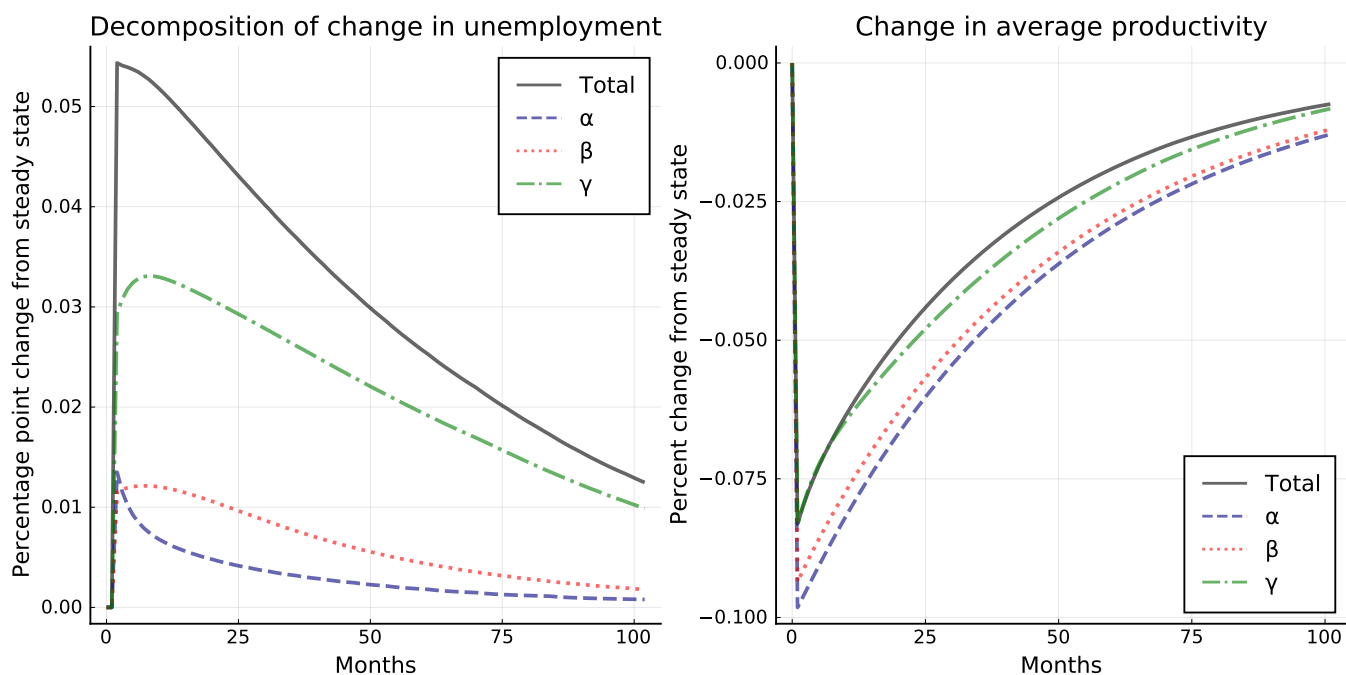 Decomposition of change in unemployment
Percentage point change from steady state
0.05
0.04
0.03
0.02
0.01
0.00
Total
α
β
γ
0
25
50
75
100
Months
Change in average productivity
Percent change from steady state
0.000
−0.025
−0.050
−0.075
−0.100
Total
α
β
γ
0
25
50
75
100
Months